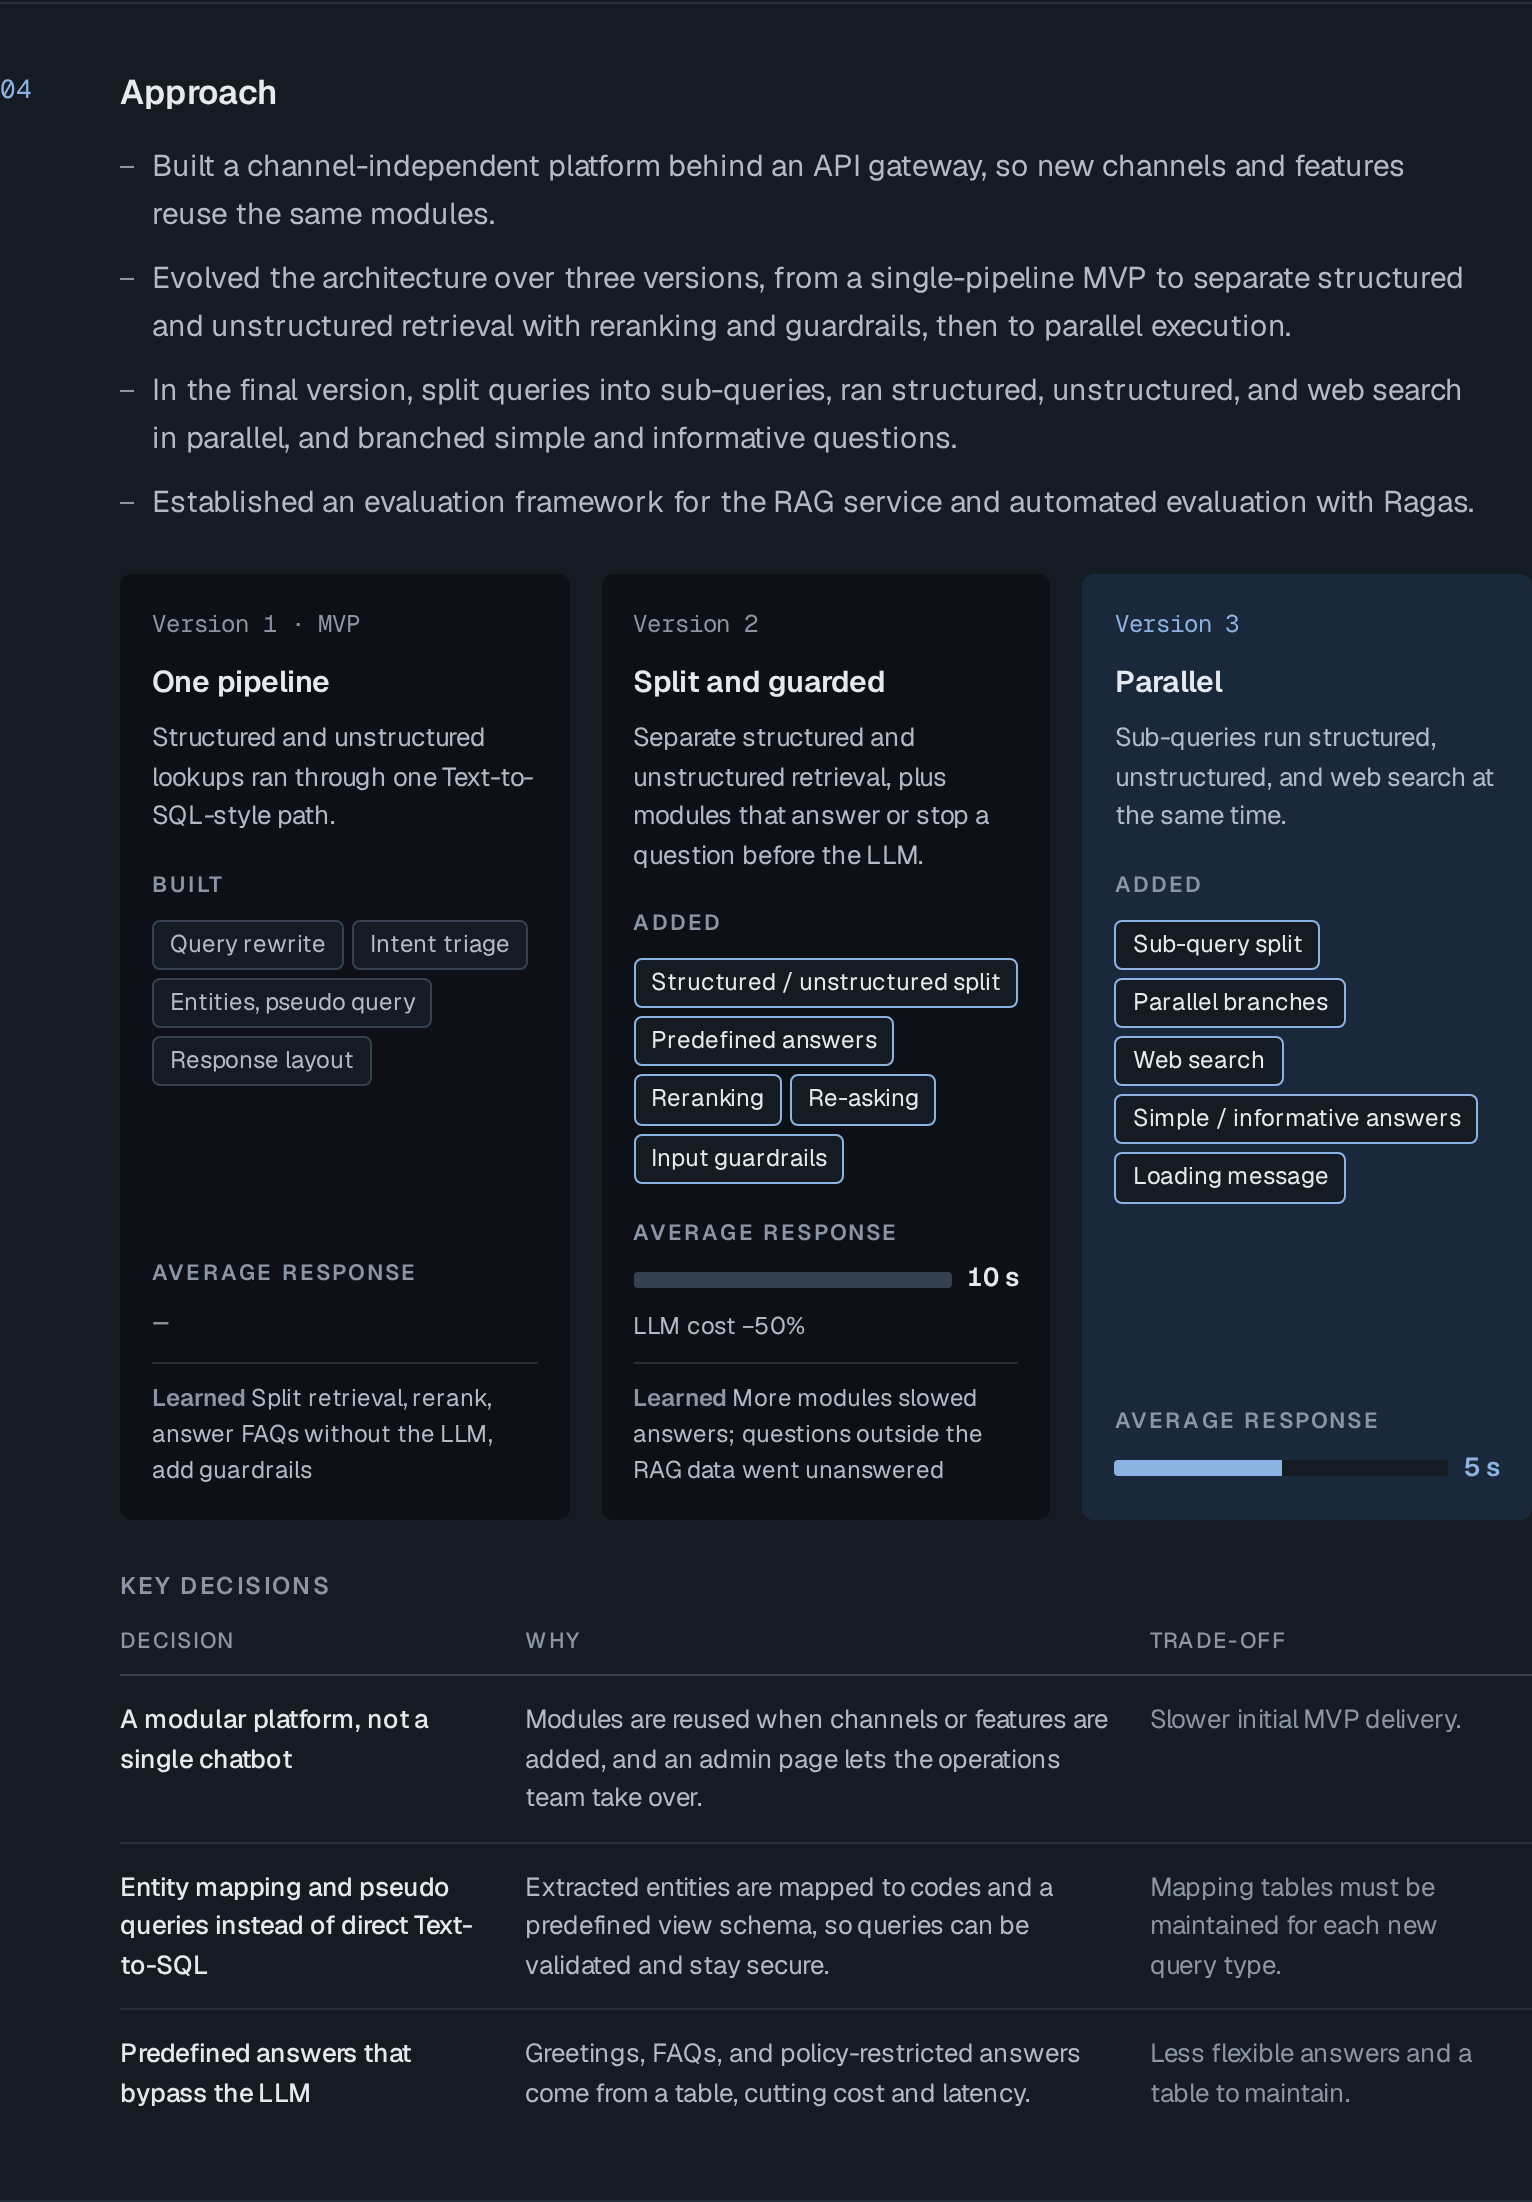 04
Approach
– Built a channel-independent platform behind an API gateway, so new channels and features
reuse the same modules.
– Evolved the architecture over three versions, from a single-pipeline MVP to separate structured
and unstructured retrieval with reranking and guardrails, then to parallel execution.
– In the final version, split queries into sub-queries, ran structured, unstructured, and web search
in parallel, and branched simple and informative questions.
– Established an evaluation framework for the RAG service and automated evaluation with Ragas.
Version 1 · MVP
One pipeline
Structured and unstructured
lookups ran through one Text-to-
SQL-style path.
BUILT
Query rewrite
Intent triage
Entities, pseudo query
Response layout
AVERAGE RESPONSE
–
Learned Split retrieval, rerank,
answer FAQs without the LLM,
add guardrails
Version 2
Split and guarded
Separate structured and
unstructured retrieval, plus
modules that answer or stop a
question before the LLM.
ADDED
Structured / unstructured split
Predefined answers
Reranking
Re-asking
Input guardrails
AVERAGE RESPONSE
10 s
LLM cost −50%
Learned More modules slowed
answers; questions outside the
RAG data went unanswered
Version 3
Parallel
Sub-queries run structured,
unstructured, and web search at
the same time.
ADDED
Sub-query split
Parallel branches
Web search
Simple / informative answers
Loading message
AVERAGE RESPONSE
5 s
KEY DECISIONS
DECISION
WHY
TRADE-OFF
A modular platform, not a
single chatbot
Modules are reused when channels or features are
added, and an admin page lets the operations
team take over.
Slower initial MVP delivery.
Entity mapping and pseudo
queries instead of direct Text-
to-SQL
Extracted entities are mapped to codes and a
predefined view schema, so queries can be
validated and stay secure.
Mapping tables must be
maintained for each new
query type.
Predefined answers that
bypass the LLM
Greetings, FAQs, and policy-restricted answers
come from a table, cutting cost and latency.
Less flexible answers and a
table to maintain.